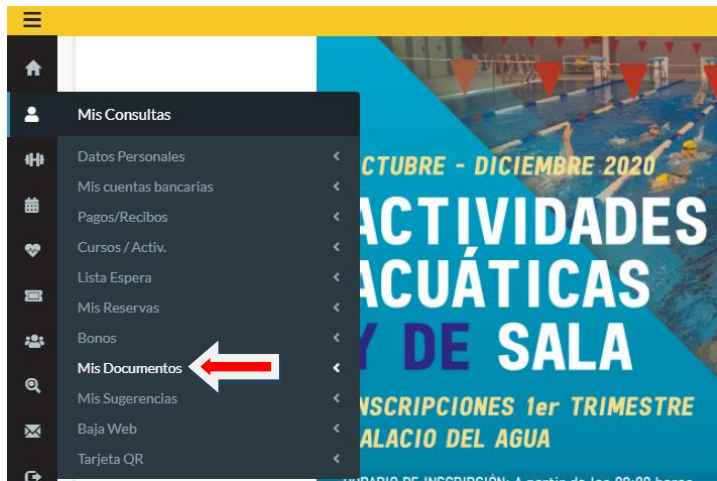 Mis Consultas
Datos Personales
Mis cuentas bancarias
Pagos/Recibos
Cursos / Activ.
Lista Espera
Mis Reservas
Bonos
Mis Documentos
Mis Sugerencias
Baja Web
Tarjeta QR
CTUBRE - DICIEMBRE 2020
ACTIVIDADES
ACUÁTICAS
Y DE SALA
NSCRIPCIONES 1er TRIMESTRE
ALACIO DEL AGUA